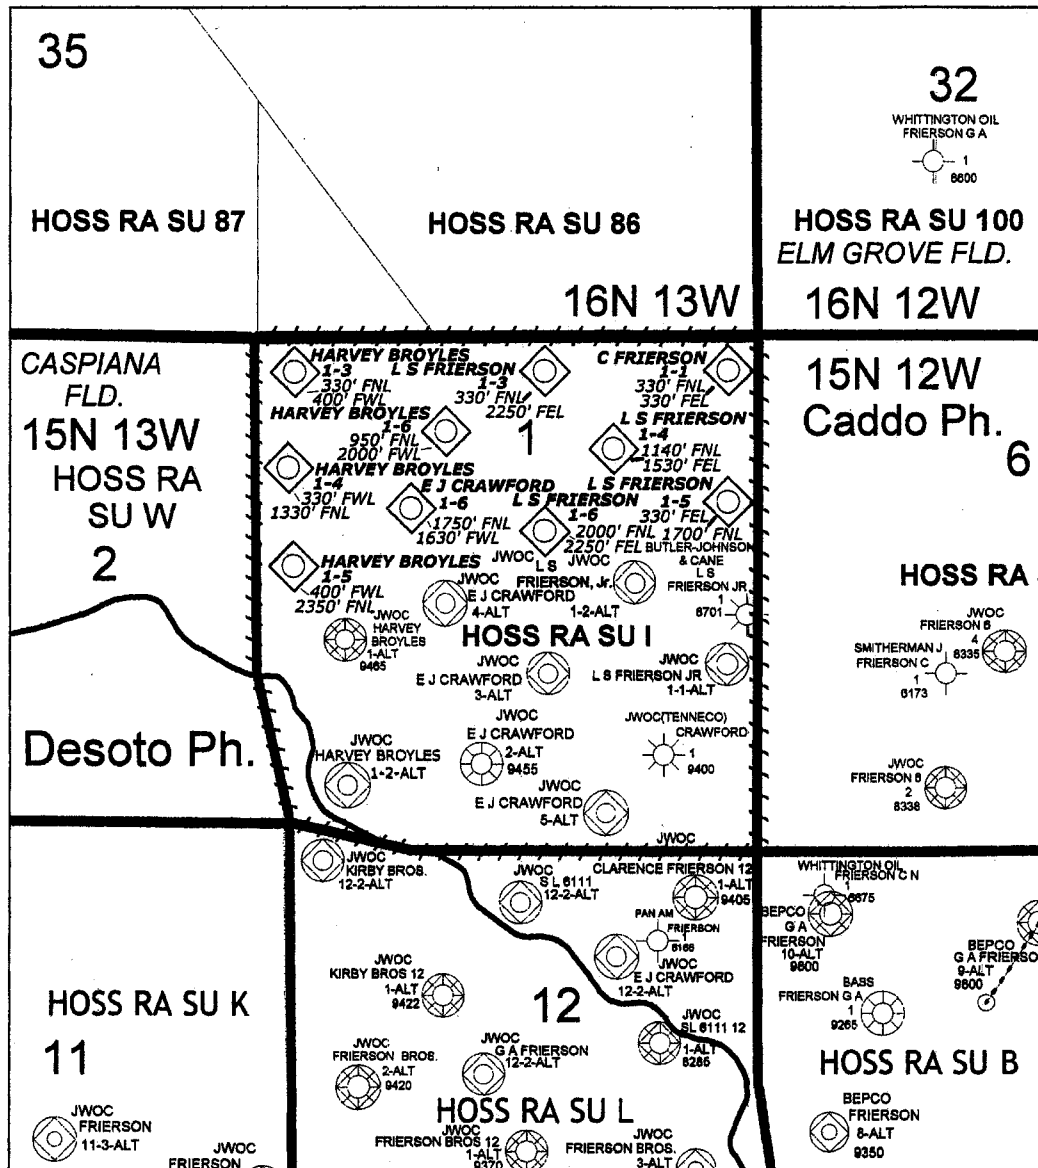 35
HOSS RA SU 87
HOSS RA SU 86
16N 13W
32
WHITTINGTON OIL
FRIERSON G A
1
6600
HOSS RA SU 100
ELM GROVE FLD.
16N 12W
CASPIANA
FLD.
15N 13W
HOSS RA
SU W
2
Desoto Ph.
HARVEY BROYLES
1-3
330' FNL
400' FWL
L S FRIERSON
1-3
330' FNL
2250' FEL
C FRIERSON
1-1
330' FNL
330' FEL
HARVEY BROYLES
1-6
950' FNL
2000' FWL
1
L S FRIERSON
1-4
1140' FNL
1530' FEL
HARVEY BROYLES
1-4
330' FWL
1330' FNL
E J CRAWFORD
1-6
1750' FNL
1630' FWL
L S FRIERSON
1-6
2000' FNL
2250' FEL
L S FRIERSON
1-5
330' FEL
1700' FNL
HARVEY BROYLES
1-5
400' FWL
2350' FNL
JWOC
E J CRAWFORD
4-ALT
JWOC
L S
JWOC
FRIERSON, Jr.
1-2-ALT
BUTLER-JOHNSON
& CANE
L S
FRIERSON JR
1
6701
JWOC
HARVEY
BROYLES
1-ALT
9465
HOSS RA SU I
JWOC
E J CRAWFORD
3-ALT
JWOC
L S FRIERSON JR
1-1-ALT
JWOC
E J CRAWFORD
2-ALT
9455
JWOC(TENNECO)
CRAWFORD
1
9400
JWOC
HARVEY BROYLES
1-2-ALT
JWOC
E J CRAWFORD
5-ALT
JWOC
15N 12W
Caddo Ph.
6
HOSS RA
JWOC
FRIERSON 6
4
8335
SMITHERMAN J
FRIERSON C
1
6173
JWOC
FRIERSON 6
2
8338
JWOC
KIRBY BROS.
12-2-ALT
JWOC
S L 6111
12-2-ALT
CLARENCE FRIERSON 12
1-ALT
9405
PAN AM
FRIERSON
1
6166
JWOC
E J CRAWFORD
12-2-ALT
JWOC
KIRBY BROS 12
1-ALT
9422
12
JWOC
SL 6111 12
1-ALT
8285
JWOC
FRIERSON BROS.
2-ALT
9420
JWOC
G A FRIERSON
12-2-ALT
HOSS RA SU L
JWOC
FRIERSON BROS 12
1-ALT
9370
JWOC
FRIERSON BROS.
3-ALT
HOSS RA SU K
11
JWOC
FRIERSON
11-3-ALT
JWOC
FRIERSON
WHITTINGTON OIL
FRIERSON C N
1
6675
BEPCO
G A
FRIERSON
10-ALT
9800
BEPCO
G A FRIERSO
9-ALT
9600
BASS
FRIERSON G A
1
9265
HOSS RA SU B
BEPCO
FRIERSON
8-ALT
9350